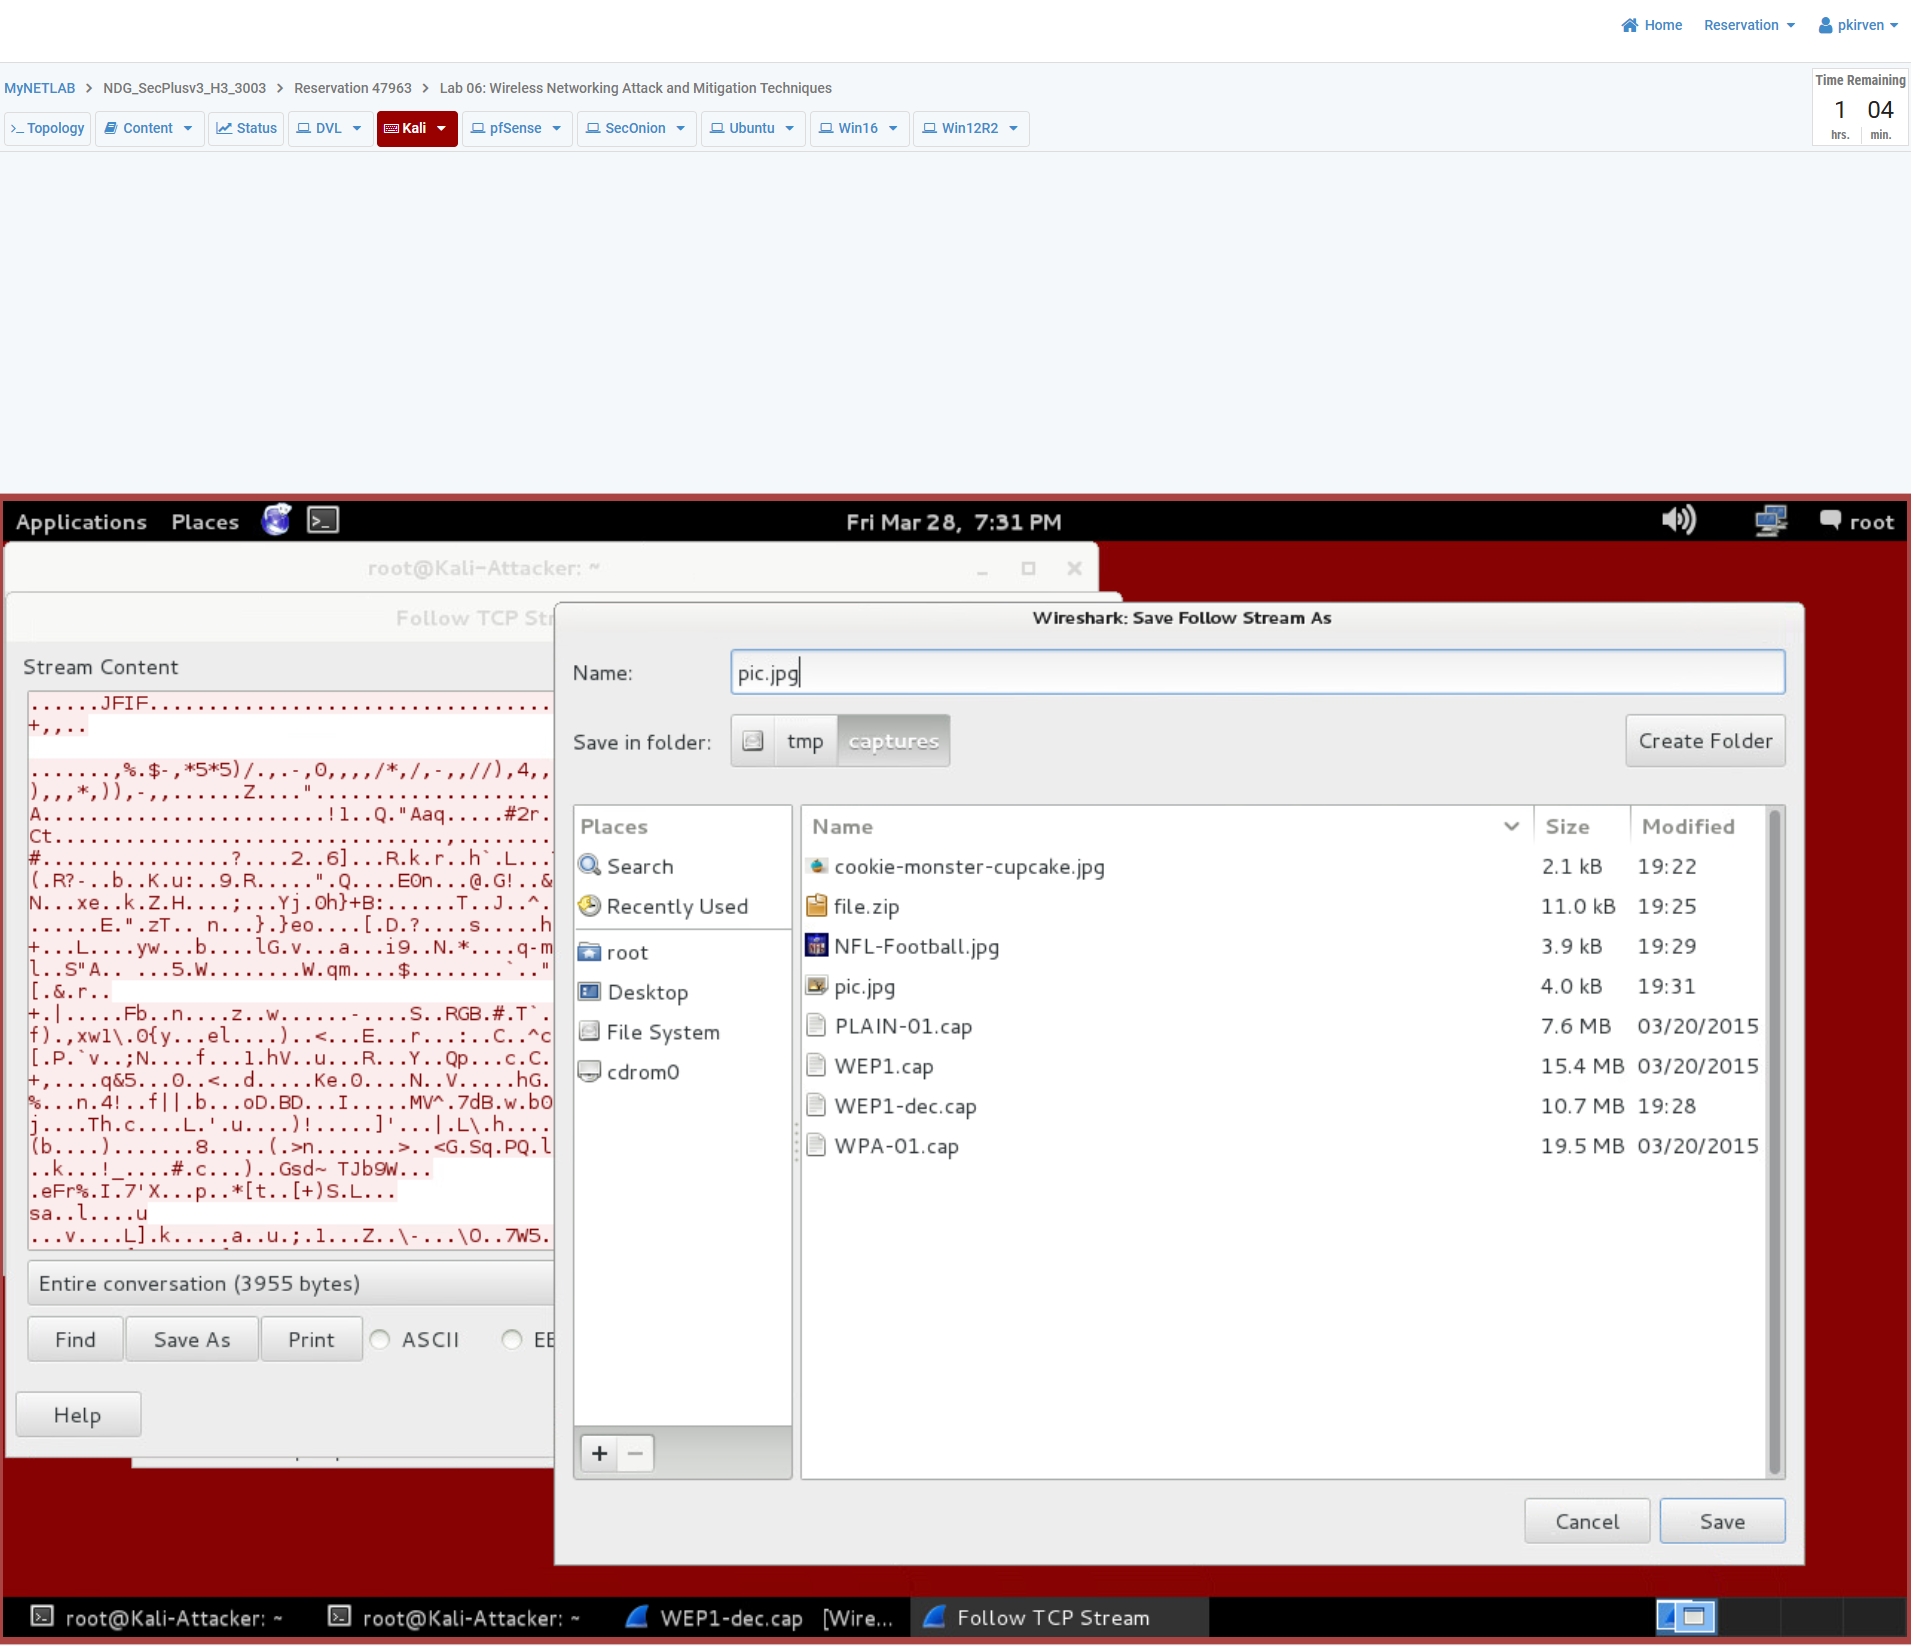 Home Reservation pkirven
MyNETLAB > NDG_SecPlusv3_H3_3003 > Reservation 47963 > Lab 06: Wireless Networking Attack and Mitigation Techniques
Time Remaining
1 04
hrs. min.
>_ Topology Content Status DVL Kali pfSense SecOnion Ubuntu Win16 Win12R2
Applications Places Fri Mar 28, 7:31 PM root
root@Kali-Attacker: ~
Follow TCP Str
Wireshark: Save Follow Stream As
Stream Content
Name: pic.jpg
Save in folder: tmp captures Create Folder
......JFIF..................................
+,,..
.......,%.$-,*5*5)/.,.-,0,,,,/*,/,-,,//),4,,
),,,*,)),-,,......Z...."....................
A........................!1..Q."Aaq.....#2r.
Ct.................................,........
#................?....2..6]...R.k.r..h`.L...
(.R?-..b..K.u:..9.R.....".Q....E0n...@.G!..&
N...xe..k.Z.H....;...Yj.0h}+B:......T..J..^.
......E.".zT.. n...}.}eo....[.D.?....s.....h
+...L....yw...b....lG.v...a...i9..N.*....q-m
l..S"A.. ...5.W........W.qm....$........`.."
[.&.r..
+.|.....Fb..n....z..w......-....S..RGB.#.T`.
f).,xw1\.0{y...el....)..<...E...r...:..C..^c
[.P.`v..;N....f...1.hV..u...R...Y..Qp...c.C.
+,....q&5...0..<..d.....Ke.0....N..V.....hG.
%...n.4!..f||.b...oD.BD...I.....MV^.7dB.w.b0
j....Th.c....L.'.u....)!.....]'...|.L\.h....
(b....).......8.....(.>n.......>..<G.Sq.PQ.l
..k...!_....#.c...)..Gsd~ TJb9W...
.eFr%.I.7'X...p..*[t..[+)S.L...
sa..l....u
...v....L].k.....a..u.;.1...Z..\-...\0..7W5.
Entire conversation (3955 bytes)
Find Save As Print ASCII EB
Help
Places
Search
Recently Used
root
Desktop
File System
cdrom0
Name Size Modified
cookie-monster-cupcake.jpg 2.1 kB 19:22
file.zip 11.0 kB 19:25
NFL-Football.jpg 3.9 kB 19:29
pic.jpg 4.0 kB 19:31
PLAIN-01.cap 7.6 MB 03/20/2015
WEP1.cap 15.4 MB 03/20/2015
WEP1-dec.cap 10.7 MB 19:28
WPA-01.cap 19.5 MB 03/20/2015
+ −
Cancel Save
root@Kali-Attacker: ~ root@Kali-Attacker: ~ WEP1-dec.cap [Wire... Follow TCP Stream